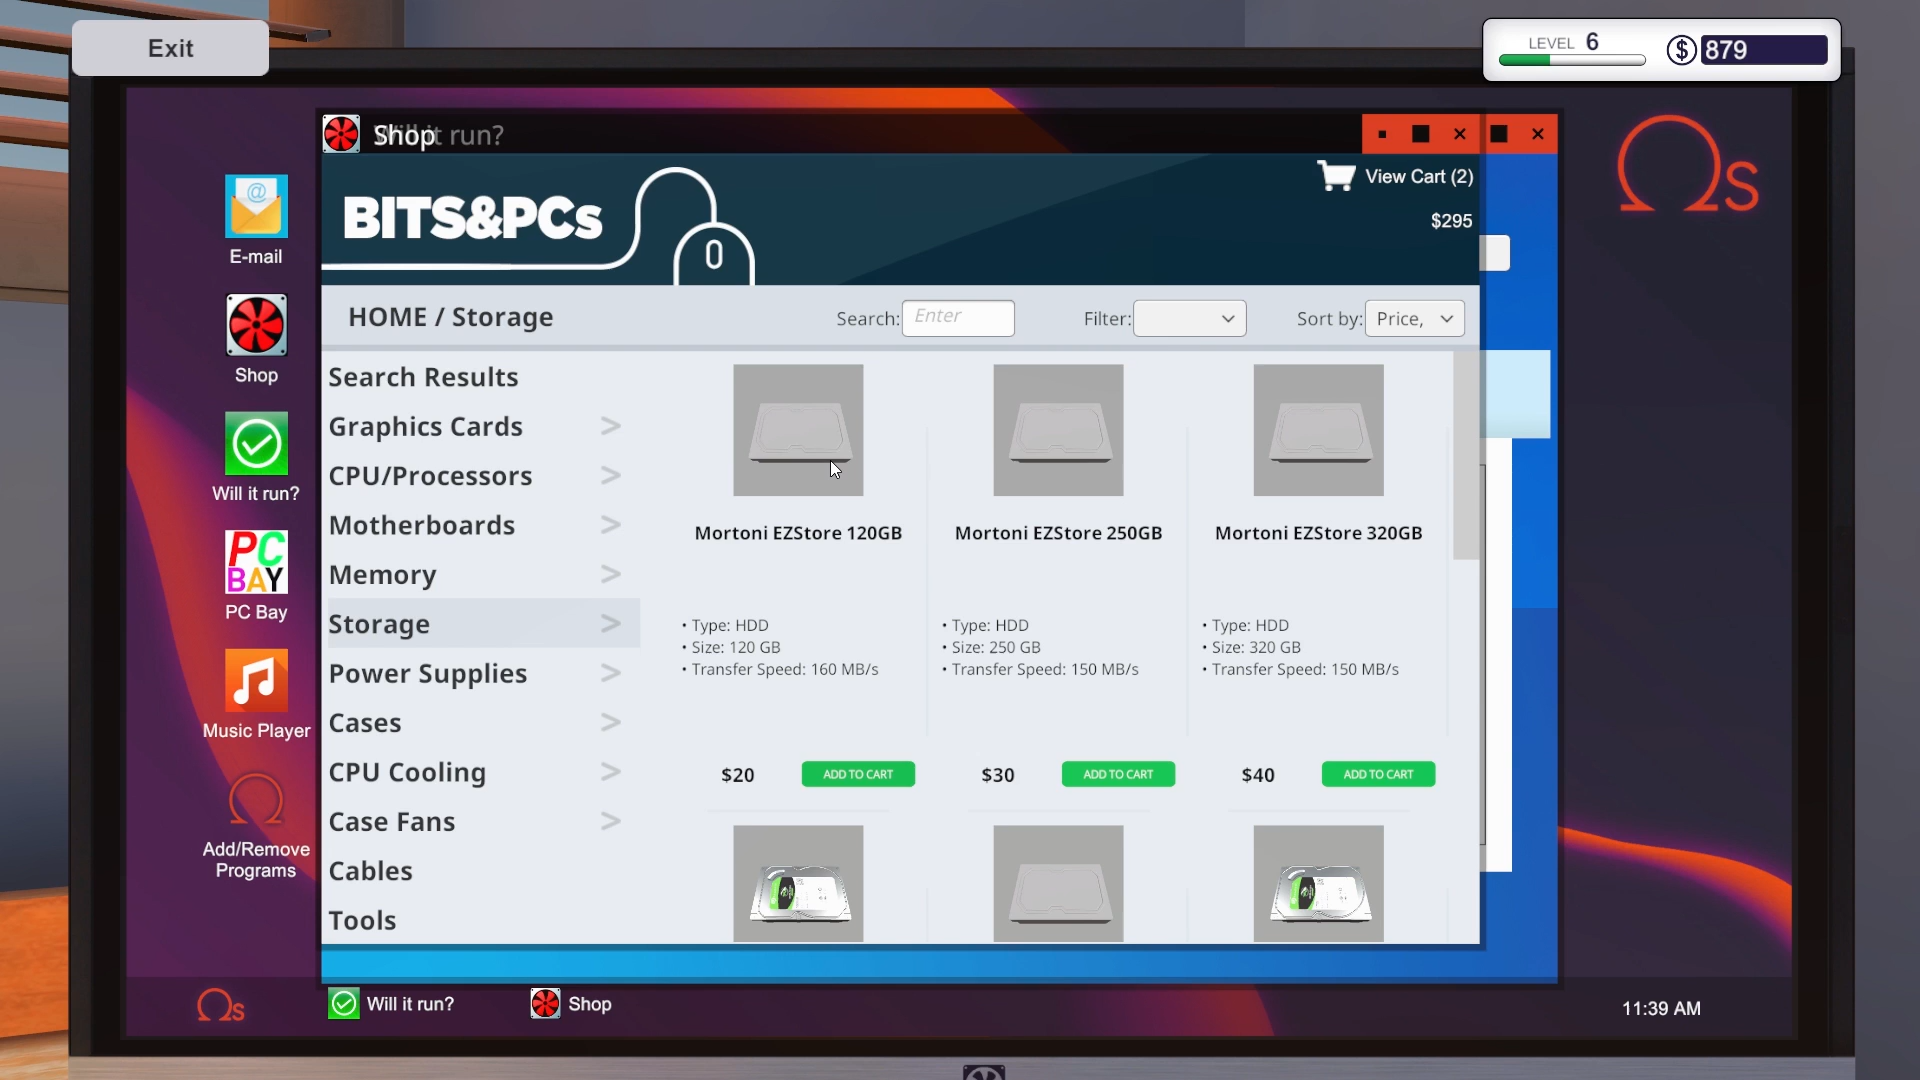 Exit
LEVEL 6
$ 879
Shop
Will it run?
BITS&PCs
View Cart (2)
$295
E-mail
Shop
Will it run?
PC
BAY
PC Bay
Music Player
Add/Remove
Programs
HOME / Storage
Search:
Enter
Filter:
Sort by:
Price,
Search Results
Graphics Cards >
CPU/Processors >
Motherboards >
Memory >
Storage >
Power Supplies >
Cases >
CPU Cooling >
Case Fans >
Cables
Tools
Mortoni EZStore 120GB
• Type: HDD
• Size: 120 GB
• Transfer Speed: 160 MB/s
$20
ADD TO CART
Mortoni EZStore 250GB
• Type: HDD
• Size: 250 GB
• Transfer Speed: 150 MB/s
$30
ADD TO CART
Mortoni EZStore 320GB
• Type: HDD
• Size: 320 GB
• Transfer Speed: 150 MB/s
$40
ADD TO CART
Ωs
Ωs
Will it run?
Shop
11:39 AM